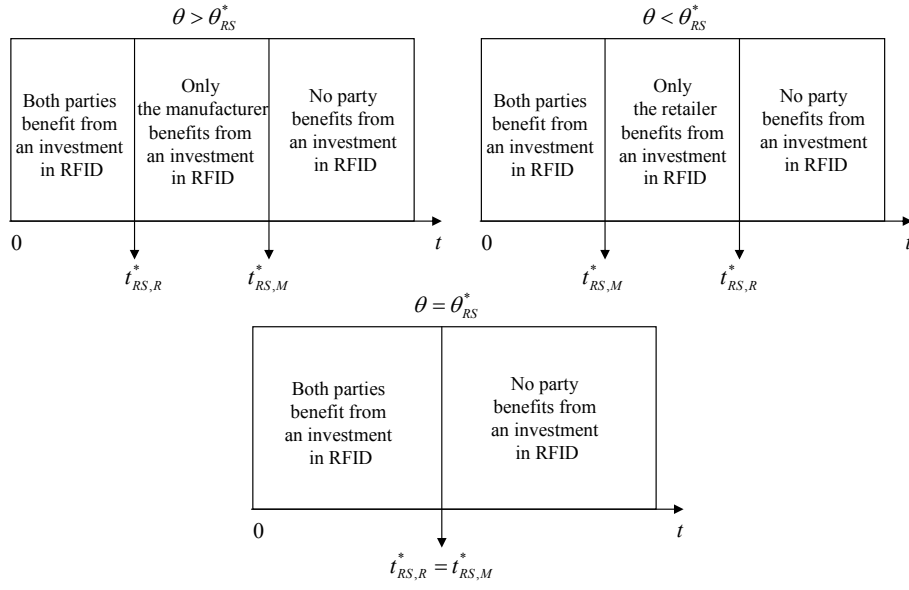 θ > θ*_{RS}
Both parties
benefit from
an investment
in RFID
Only
the manufacturer
benefits from
an investment
in RFID
No party
benefits from
an investment
in RFID
0
t
t*_{RS,R}
t*_{RS,M}
θ < θ*_{RS}
Both parties
benefit from
an investment
in RFID
Only
the retailer
benefits from
an investment
in RFID
No party
benefits from
an investment
in RFID
0
t
t*_{RS,M}
t*_{RS,R}
θ = θ*_{RS}
Both parties
benefit from
an investment
in RFID
No party
benefits from
an investment
in RFID
0
t
t*_{RS,R} = t*_{RS,M}